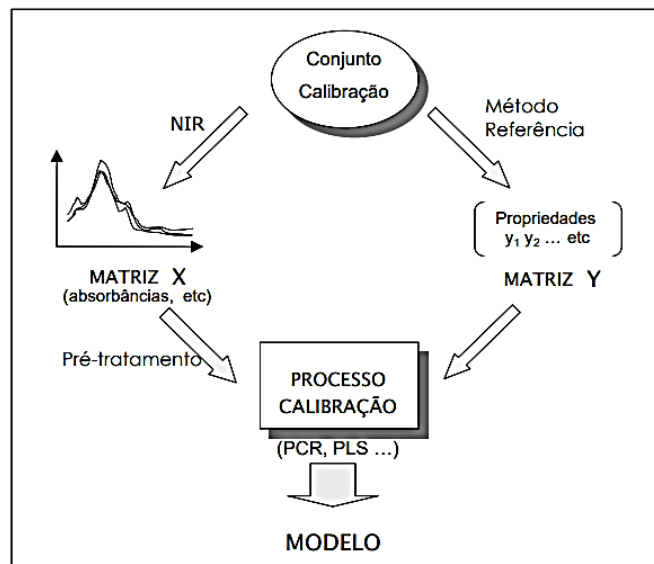 Conjunto
Calibração
NIR
Método
Referência
Propriedades
y₁ y₂ ... etc
MATRIZ X
(absorbâncias, etc)
MATRIZ Y
Pré-tratamento
PROCESSO
CALIBRAÇÃO
(PCR, PLS ...)
MODELO